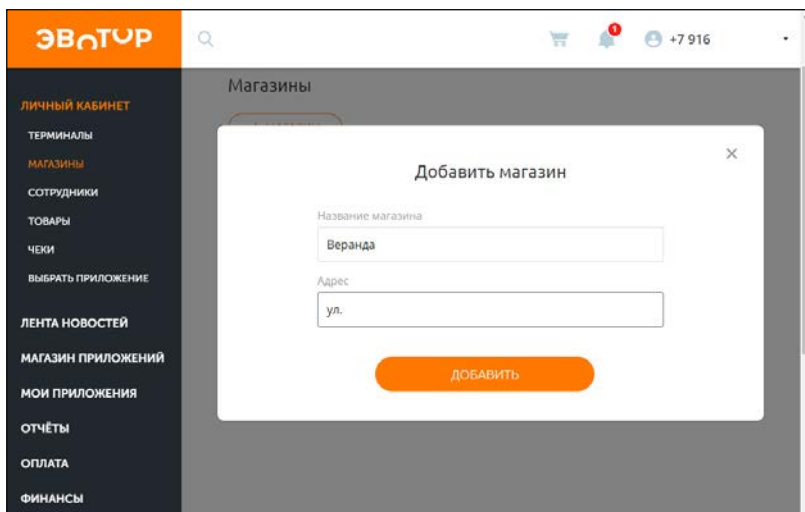 ЭВОТОР
1
+7 916
ЛИЧНЫЙ КАБИНЕТ
ТЕРМИНАЛЫ
МАГАЗИНЫ
СОТРУДНИКИ
ТОВАРЫ
ЧЕКИ
ВЫБРАТЬ ПРИЛОЖЕНИЕ
ЛЕНТА НОВОСТЕЙ
МАГАЗИН ПРИЛОЖЕНИЙ
МОИ ПРИЛОЖЕНИЯ
ОТЧЁТЫ
ОПЛАТА
ФИНАНСЫ
Магазины
Добавить магазин
Название магазина
Веранда
Адрес
ул.
ДОБАВИТЬ